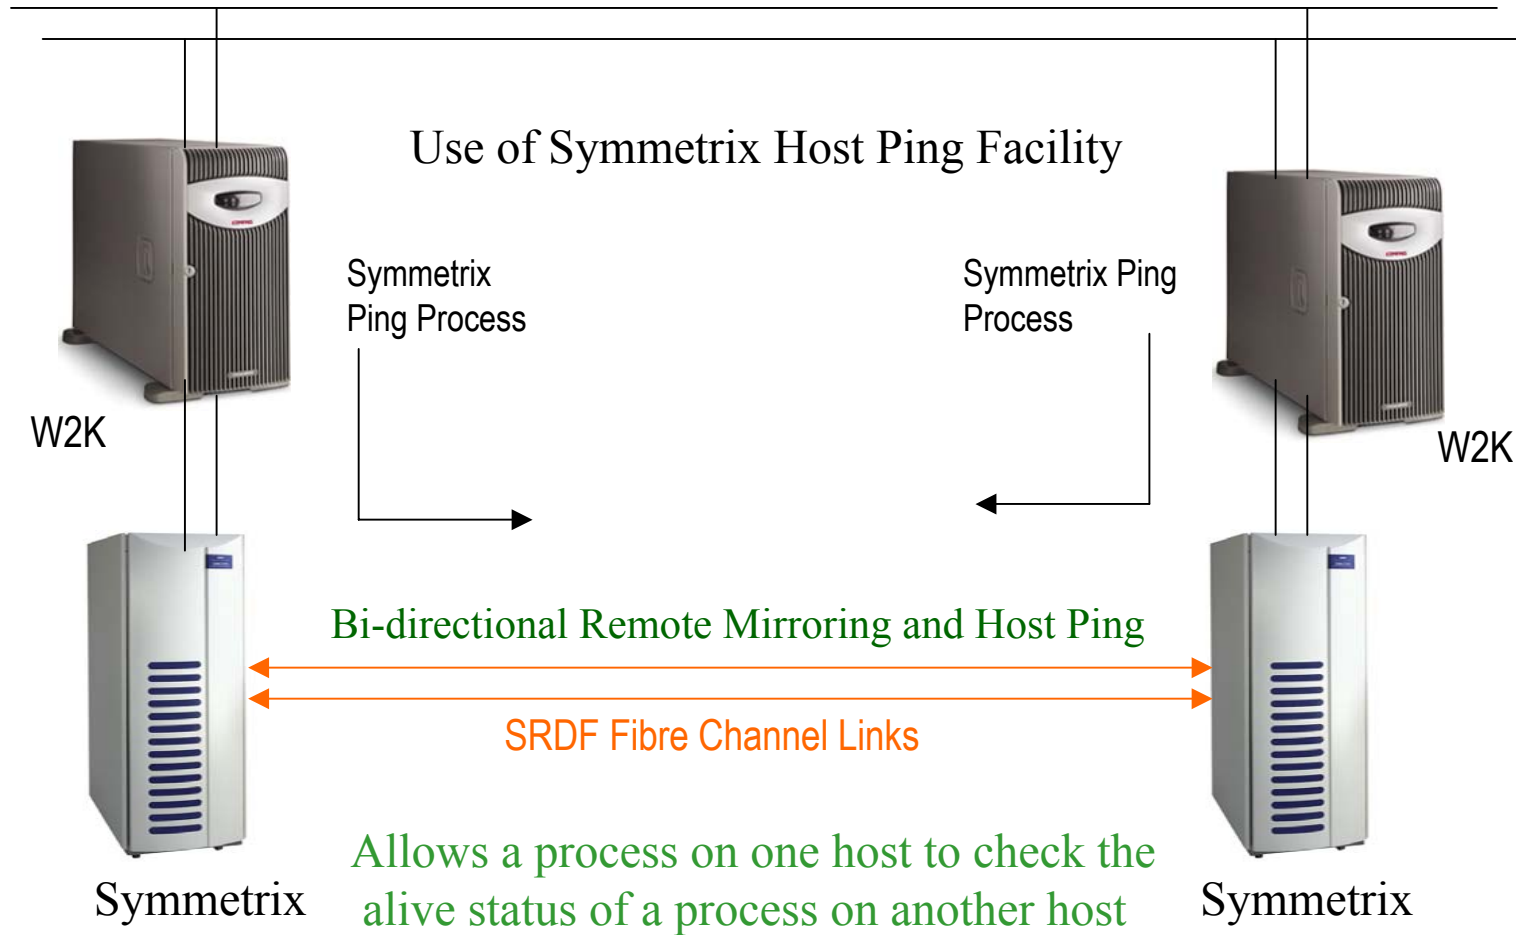 Use of Symmetrix Host Ping Facility
Symmetrix
Ping Process
Symmetrix Ping
Process
W2K
W2K
Bi-directional Remote Mirroring and Host Ping
SRDF Fibre Channel Links
Allows a process on one host to check the
alive status of a process on another host
Symmetrix
Symmetrix